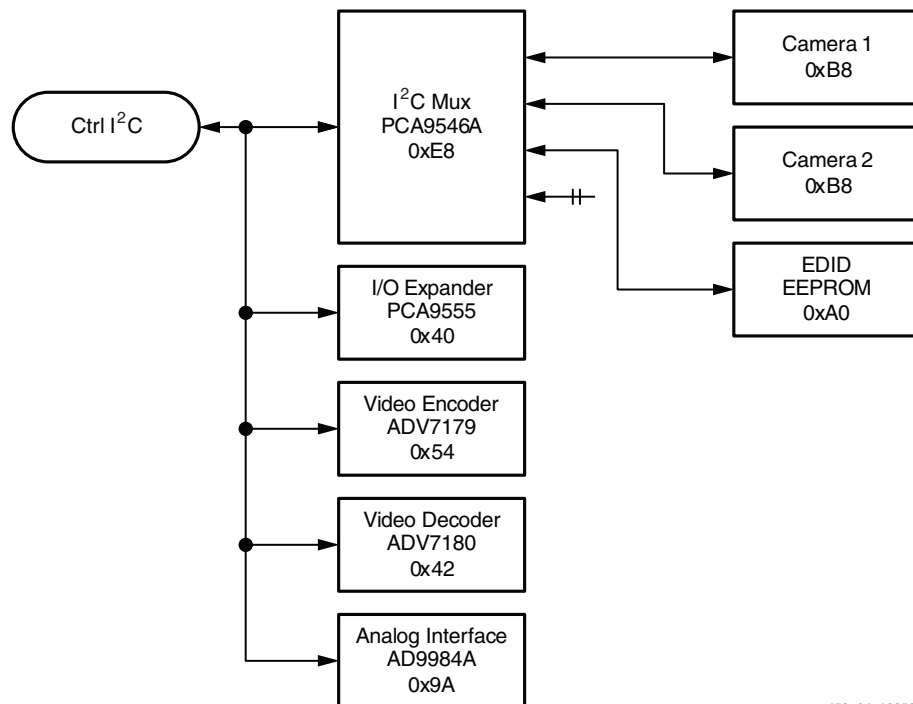 Ctrl I²C
I²C Mux
PCA9546A
0xE8
Camera 1
0xB8
Camera 2
0xB8
EDID
EEPROM
0xA0
I/O Expander
PCA9555
0x40
Video Encoder
ADV7179
0x54
Video Decoder
ADV7180
0x42
Analog Interface
AD9984A
0x9A